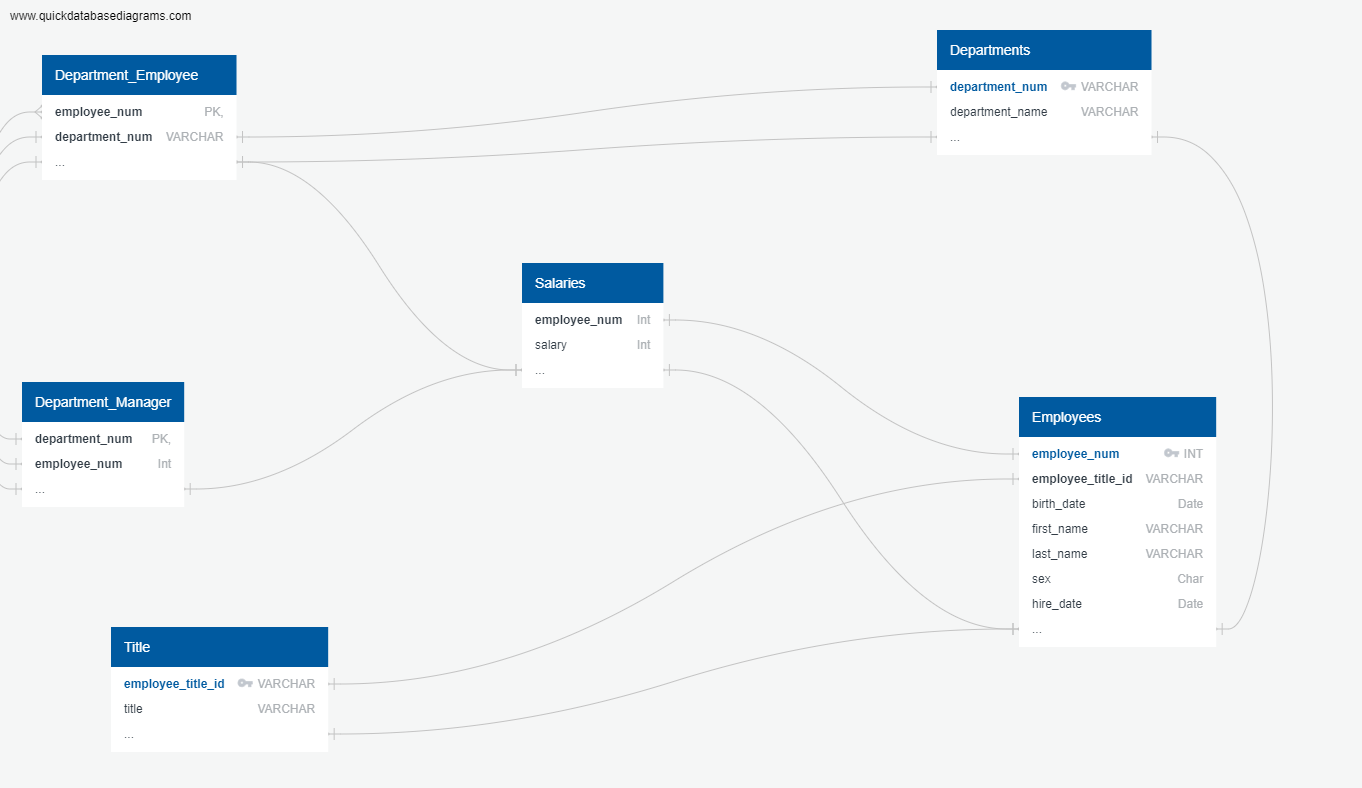 www.quickdatabasediagrams.com
Department_Employee
employee_num PK,
department_num VARCHAR
...
Departments
department_num VARCHAR
department_name VARCHAR
...
Salaries
employee_num Int
salary Int
...
Department_Manager
department_num PK,
employee_num Int
...
Employees
employee_num INT
employee_title_id VARCHAR
birth_date Date
first_name VARCHAR
last_name VARCHAR
sex Char
hire_date Date
...
Title
employee_title_id VARCHAR
title VARCHAR
...